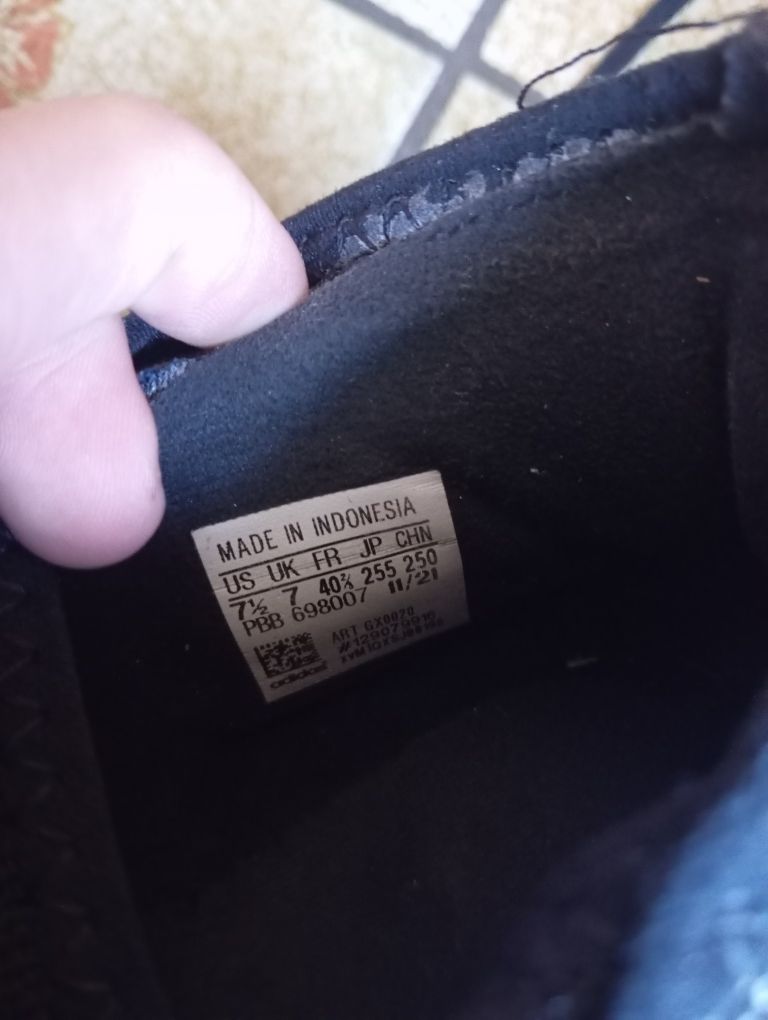 MADE IN INDONESIA
US UK FR JP CHN
7½ 7 40⅔ 255 250
PBB 698007 11/21
ART GX0020
adidas